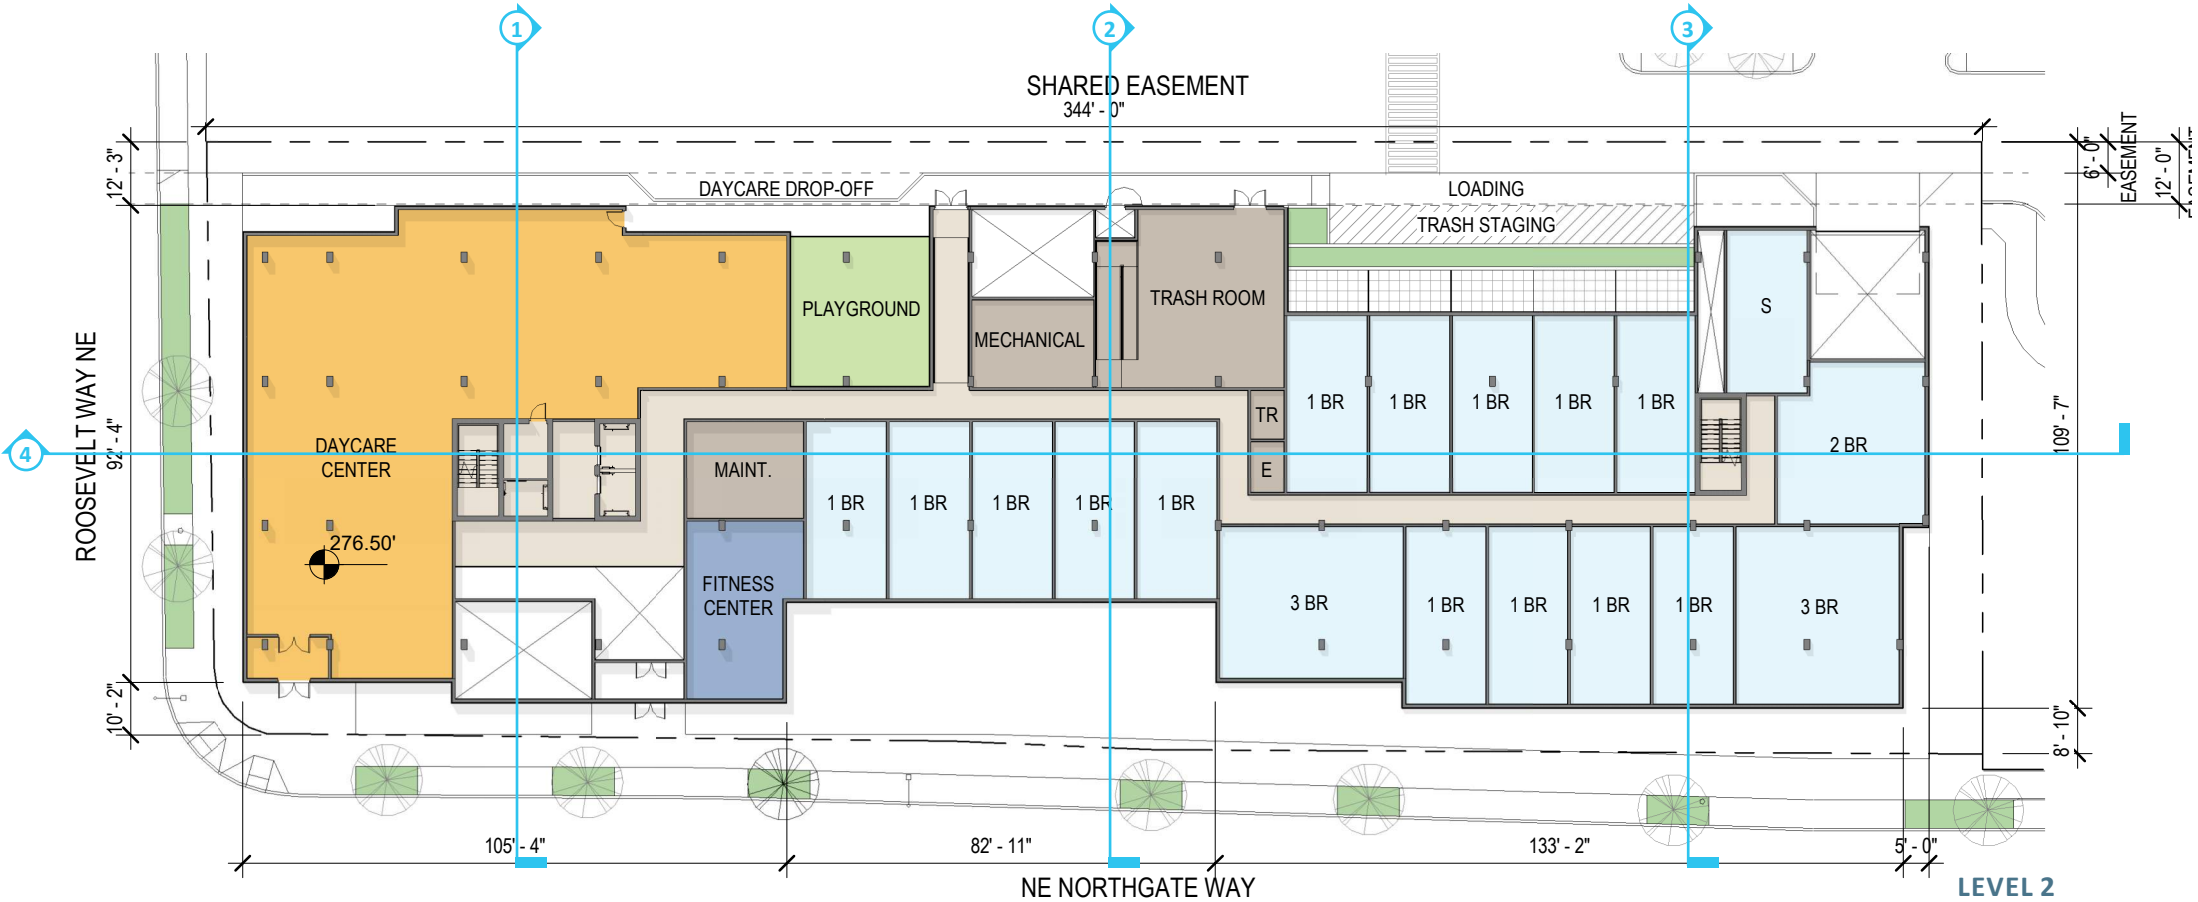 1
2
3
SHARED EASEMENT
344' - 0"
12' - 3"
6' - 0"
EASEMENT
12' - 0"
DAYCARE DROP-OFF
LOADING
TRASH STAGING
PLAYGROUND
MECHANICAL
TRASH ROOM
S
ROOSEVELT WAY NE
92' - 4"
4
DAYCARE
CENTER
276.50'
MAINT.
FITNESS
CENTER
TR
E
1 BR
1 BR
1 BR
1 BR
1 BR
2 BR
109' - 7"
1 BR
1 BR
1 BR
1 BR
1 BR
3 BR
1 BR
1 BR
1 BR
1 BR
3 BR
10' - 2"
8' - 10"
105' - 4"
82' - 11"
133' - 2"
5' - 0"
NE NORTHGATE WAY
LEVEL 2